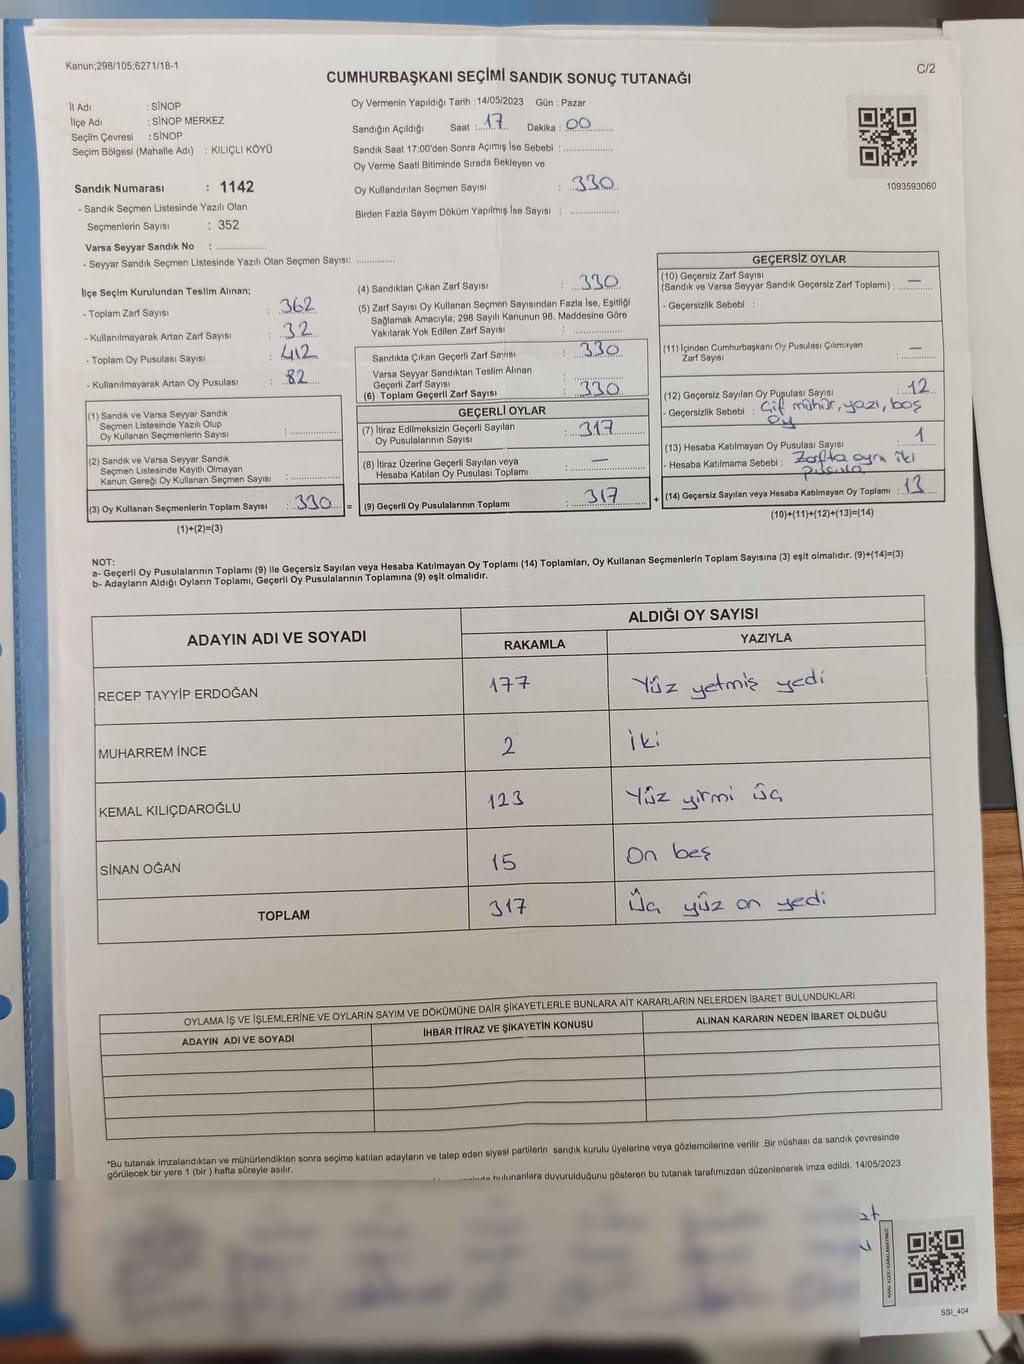 Kanun;298/105;6271/18-1
C/2
CUMHURBAŞKANI SEÇİMİ SANDIK SONUÇ TUTANAĞI
İl Adı : SİNOP
İlçe Adı : SİNOP MERKEZ
Seçim Çevresi : SİNOP
Seçim Bölgesi (Mahalle Adı) : KILIÇLI KÖYÜ
Oy Vermenin Yapıldığı Tarih :14/05/2023 Gün : Pazar
Sandığın Açıldığı Saat : 17 Dakika : 00
Sandık Saat 17:00'den Sonra Açımış İse Sebebi :
Oy Verme Saati Bitiminde Sırada Bekleyen ve
Oy Kullandırılan Seçmen Sayısı : 330
Birden Fazla Sayım Döküm Yapılmış İse Sayısı :
1093593060
Sandık Numarası : 1142
- Sandık Seçmen Listesinde Yazılı Olan
Seçmenlerin Sayısı : 352
Varsa Seyyar Sandık No :
- Seyyar Sandık Seçmen Listesinde Yazılı Olan Seçmen Sayısı:
İlçe Seçim Kurulundan Teslim Alınan;
- Toplam Zarf Sayısı : 362
- Kullanılmayarak Artan Zarf Sayısı : 32
- Toplam Oy Pusulası Sayısı : 412
- Kullanılmayarak Artan Oy Pusulası : 82
(1) Sandık ve Varsa Seyyar Sandık
Seçmen Listesinde Yazılı Olup
Oy Kullanan Seçmenlerin Sayısı :
(2) Sandık ve Varsa Seyyar Sandık
Seçmen Listesinde Kayıtlı Olmayan
Kanun Gereği Oy Kullanan Seçmen Sayısı :
(3) Oy Kullanan Seçmenlerin Toplam Sayısı : 330 =
(1)+(2)=(3)
(4) Sandıktan Çıkan Zarf Sayısı : 330
(5) Zarf Sayısı Oy Kullanan Seçmen Sayısından Fazla İse, Eşitliği
Sağlamak Amacıyla; 298 Sayılı Kanunun 98. Maddesine Göre
Yakılarak Yok Edilen Zarf Sayısı :
Sandıkta Çıkan Geçerli Zarf Sayısı : 330
Varsa Seyyar Sandıktan Teslim Alınan
Geçerli Zarf Sayısı :
(6) Toplam Geçerli Zarf Sayısı : 330
GEÇERLİ OYLAR
(7) İtiraz Edilmeksizin Geçerli Sayılan
Oy Pusulalarının Sayısı : 317
(8) İtiraz Üzerine Geçerli Sayılan veya
Hesaba Katılan Oy Pusulası Toplamı : —
(9) Geçerli Oy Pusulalarının Toplamı : 317 +
GEÇERSİZ OYLAR
(10) Geçersiz Zarf Sayısı
(Sandık ve Varsa Seyyar Sandık Geçersiz Zarf Toplamı) : —
- Geçersizlik Sebebi :
(11) İçinden Cumhurbaşkanı Oy Pusulası Çıkmayan
Zarf Sayısı : —
(12) Geçersiz Sayılan Oy Pusulası Sayısı : 12
- Geçersizlik Sebebi : Çift mühür, yazı, boş
oy
(13) Hesaba Katılmayan Oy Pusulası Sayısı : 1
- Hesaba Katılmama Sebebi : Zarfta ayrı iki
pusula
(14) Geçersiz Sayılan veya Hesaba Katılmayan Oy Toplamı : 13
(10)+(11)+(12)+(13)=(14)
NOT:
a- Geçerli Oy Pusulalarının Toplamı (9) ile Geçersiz Sayılan veya Hesaba Katılmayan Oy Toplamı (14) Toplamları, Oy Kullanan Seçmenlerin Toplam Sayısına (3) eşit olmalıdır. (9)+(14)=(3)
b- Adayların Aldığı Oyların Toplamı, Geçerli Oy Pusulalarının Toplamına (9) eşit olmalıdır.
ADAYIN ADI VE SOYADI
ALDIĞI OY SAYISI
RAKAMLA YAZIYLA
RECEP TAYYİP ERDOĞAN 177 Yüz yetmiş yedi
MUHARREM İNCE 2 İki
KEMAL KILIÇDAROĞLU 123 Yüz yirmi üç
SİNAN OĞAN 15 On beş
TOPLAM 317 Üç yüz on yedi
OYLAMA İŞ VE İŞLEMLERİNE VE OYLARIN SAYIM VE DÖKÜMÜNE DAİR ŞİKAYETLERLE BUNLARA AİT KARARLARIN NELERDEN İBARET BULUNDUKLARI
ADAYIN ADI VE SOYADI İHBAR İTİRAZ VE ŞİKAYETİN KONUSU ALINAN KARARIN NEDEN İBARET OLDUĞU
*Bu tutanak imzalandıktan ve mühürlendikten sonra seçime katılan adayların ve talep eden siyasi partilerin sandık kurulu üyelerine veya gözlemcilerine verilir .Bir nüshası da sandık çevresinde
görülecek bir yere 1 (bir ) hafta süreyle asılır.
bulunanlara duyurulduğunu gösteren bu tutanak tarafımızdan düzenlenerek imza edildi. 14/05/2023
SSI_404